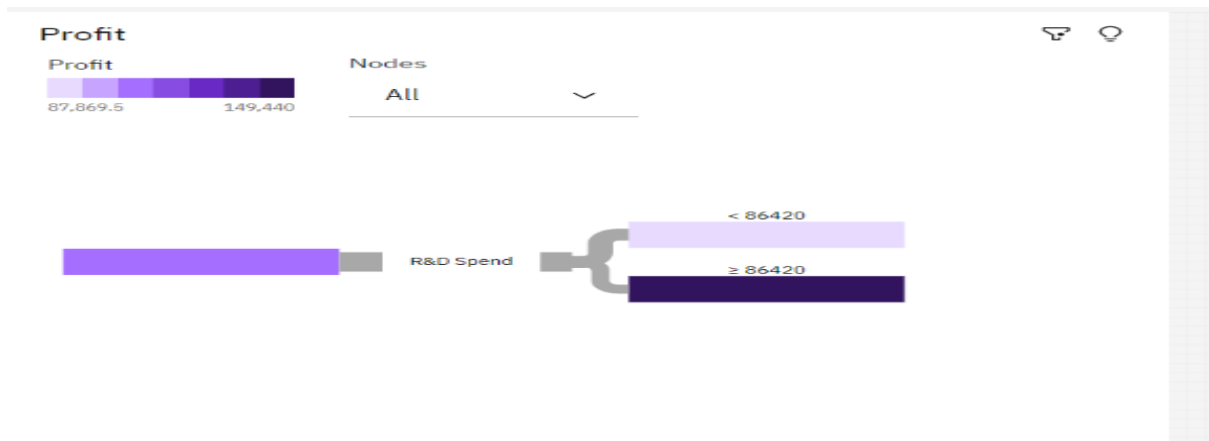 Profit
Profit
Nodes
All
87,869.5 149,440
< 86420
R&D Spend
≥ 86420